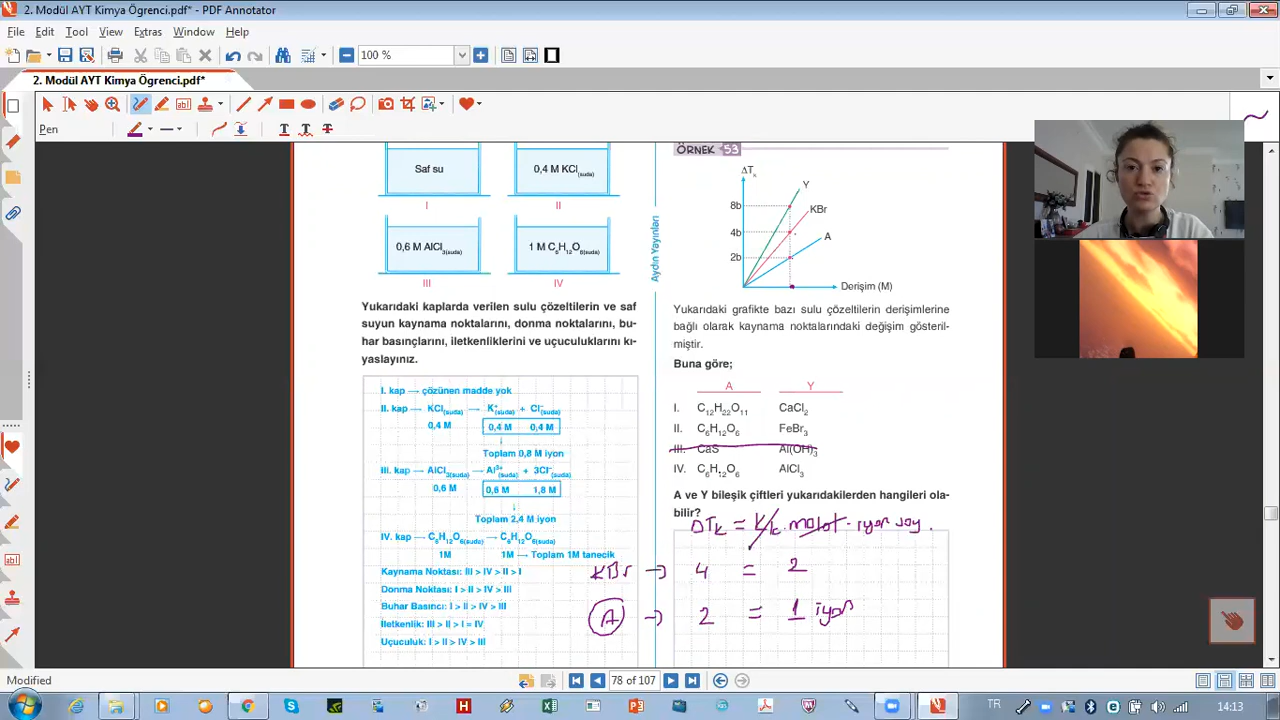 2. Modül AYT Kimya Ögrenci.pdf* - PDF Annotator
File Edit Tool View Extras Window Help
100 %
2. Modül AYT Kimya Ögrenci.pdf*
Pen
Saf su
0,4 M KCl(suda)
I
II
0,6 M AlCl3(suda)
1 M C6H12O6(suda)
III
IV
Yukarıdaki kaplarda verilen sulu çözeltilerin ve saf
suyun kaynama noktalarını, donma noktalarını, bu-
har basınçlarını, iletkenliklerini ve uçuculuklarını kı-
yaslayınız.
I. kap → çözünen madde yok
II. kap → KCl(suda) → K+(suda) + Cl−(suda)
0,4 M 0,4 M 0,4 M
Toplam 0,8 M iyon
III. kap → AlCl3(suda) → Al3+(suda) + 3Cl−(suda)
0,6 M 0,6 M 1,8 M
Toplam 2,4 M iyon
IV. kap → C6H12O6(suda) → C6H12O6(suda)
1M 1M → Toplam 1M tanecik
Kaynama Noktası: III > IV > II > I
Donma Noktası: I > II > IV > III
Buhar Basıncı: I > II > IV > III
İletkenlik: III > II > I = IV
Uçuculuk: I > II > IV > III
Aydın Yayınları
ÖRNEK 53
ΔTk
Y
8b
KBr
4b
A
2b
Derişim (M)
Yukarıdaki grafikte bazı sulu çözeltilerin derişimlerine
bağlı olarak kaynama noktalarındaki değişim gösteril-
miştir.
Buna göre;
A Y
I. C12H22O11 CaCl2
II. C6H12O6 FeBr3
III. CaS Al(OH)3
IV. C6H12O6 AlCl3
A ve Y bileşik çiftleri yukarıdakilerden hangileri ola-
bilir?
ΔTk = Kk · molal · iyon say.
KBr → 4 = 2
A → 2 = 1 iyon
Modified
78 of 107
TR
14:13